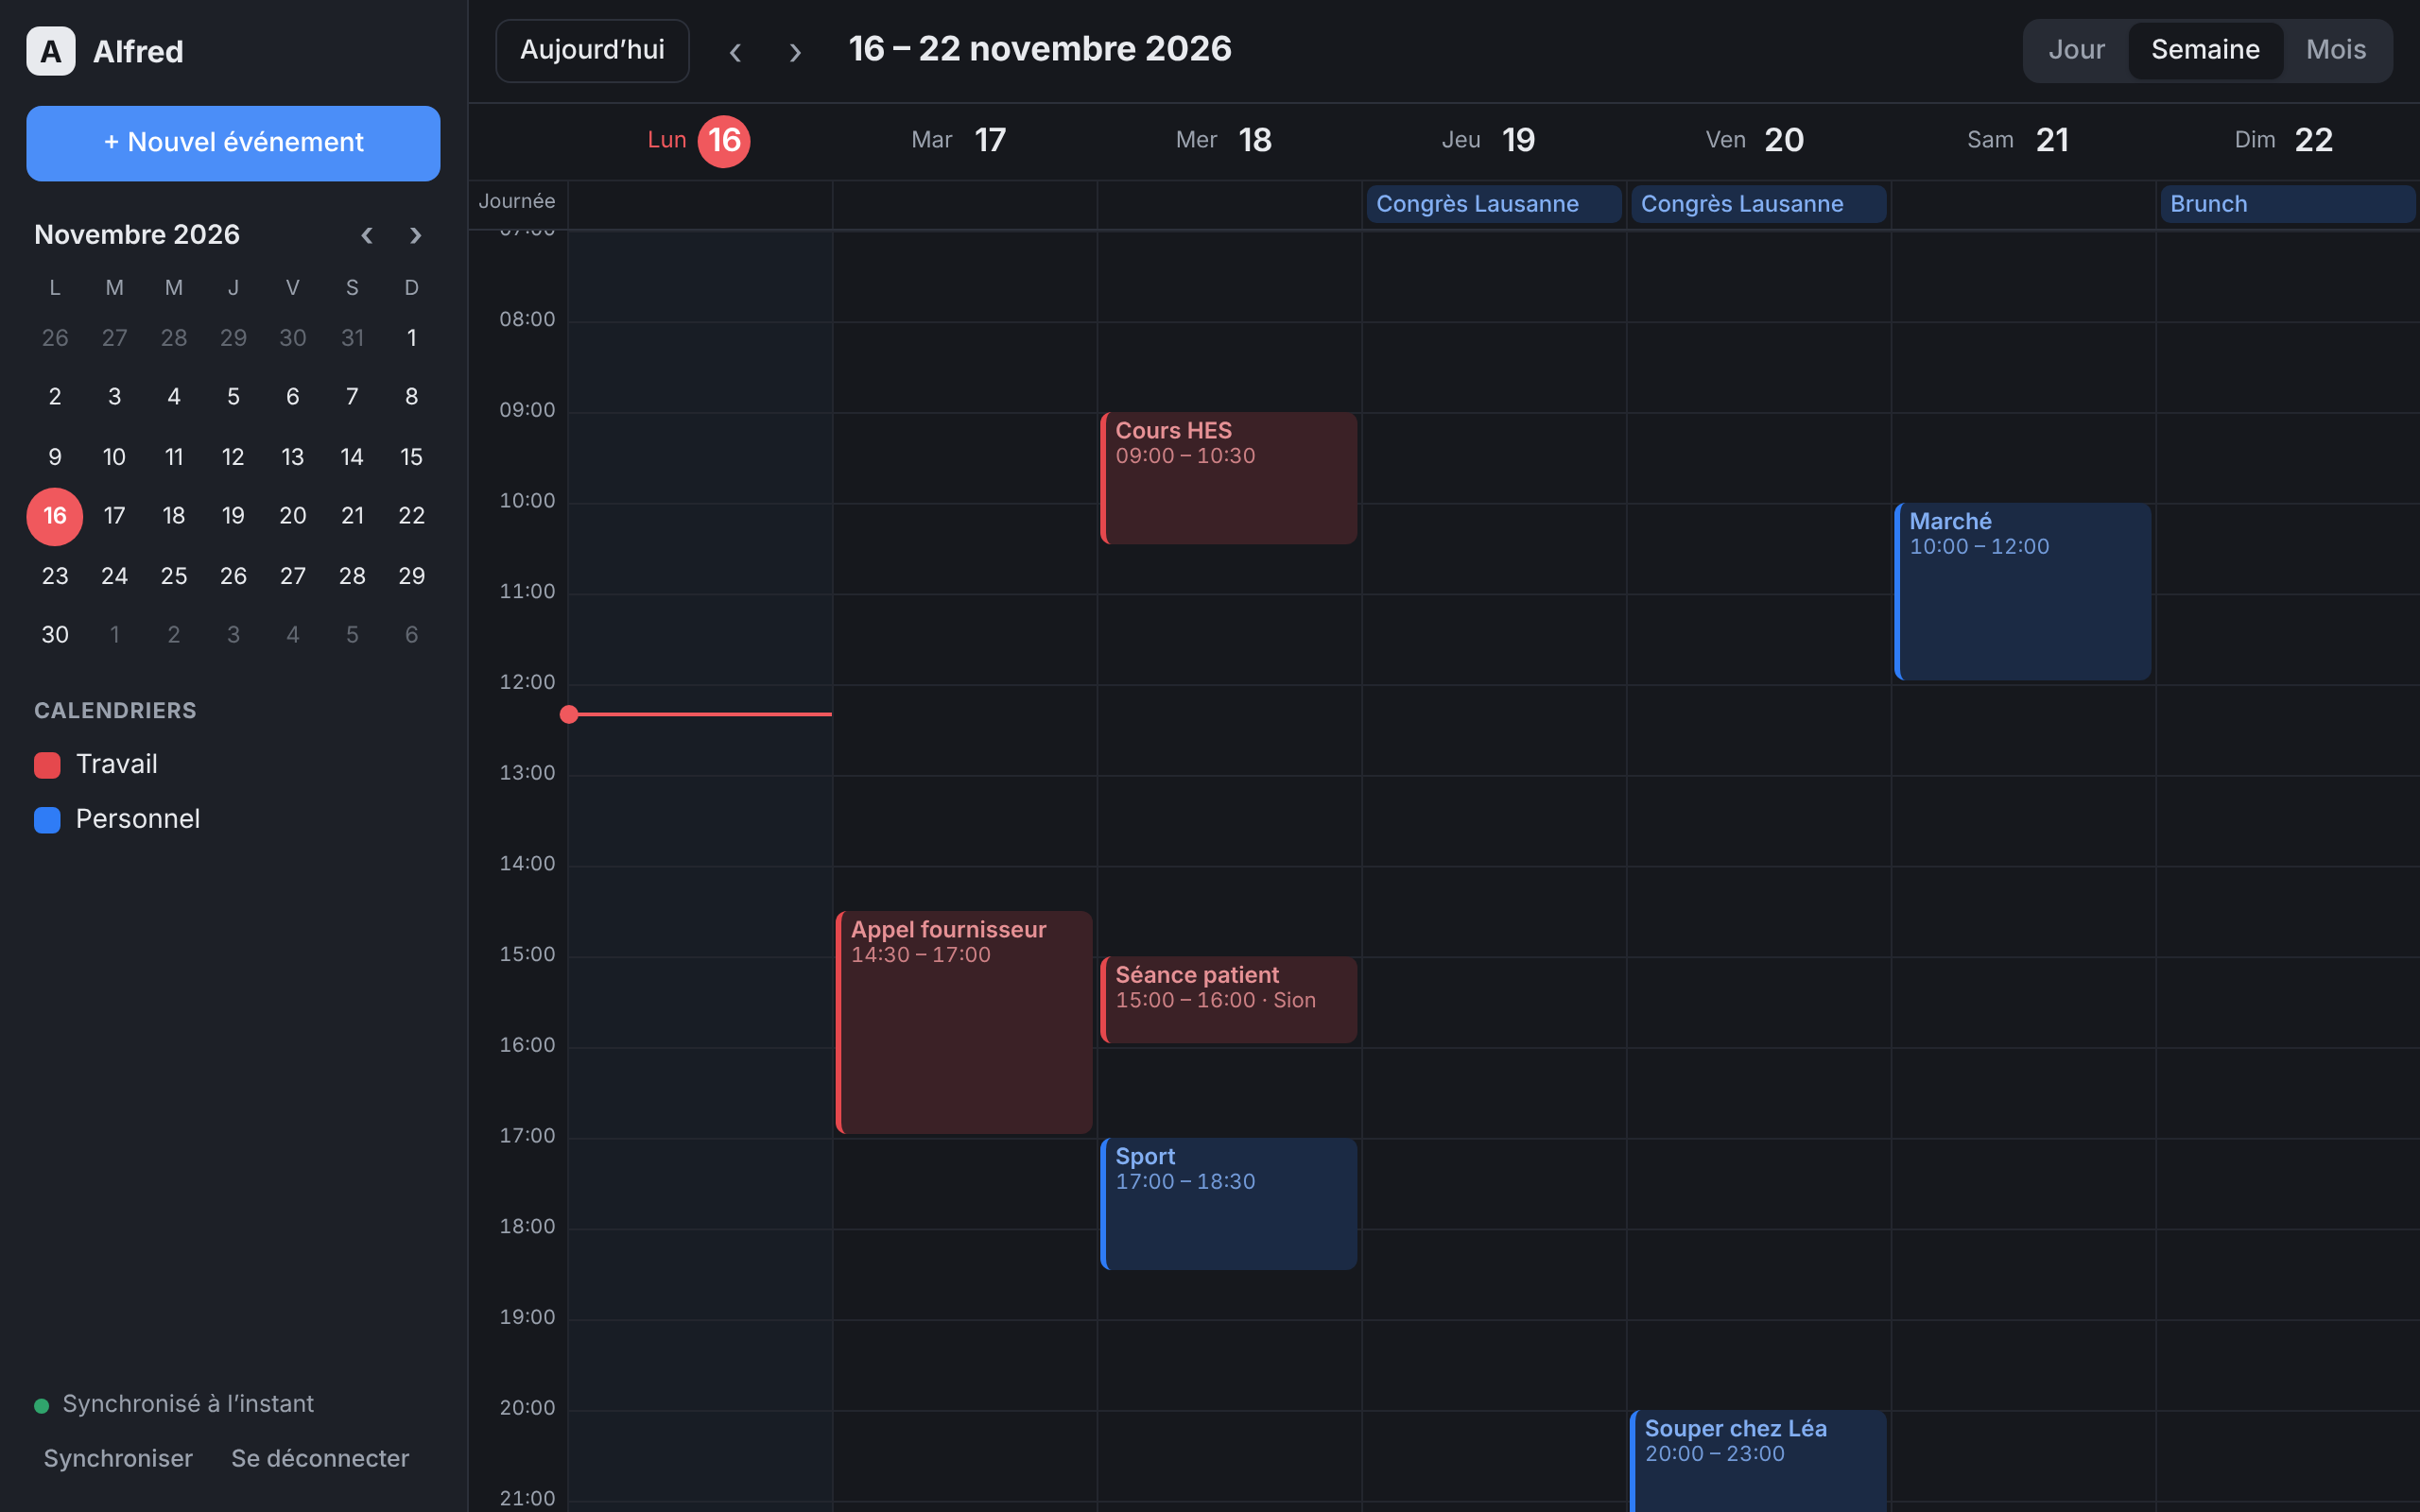 A Alfred
+ Nouvel événement
Novembre 2026 ‹ ›
L M M J V S D
26 27 28 29 30 31 1
2 3 4 5 6 7 8
9 10 11 12 13 14 15
16 17 18 19 20 21 22
23 24 25 26 27 28 29
30 1 2 3 4 5 6
CALENDRIERS
Travail
Personnel
Synchronisé à l’instant
Synchroniser Se déconnecter
Aujourd’hui ‹ › 16 – 22 novembre 2026 Jour Semaine Mois
Lun 16 Mar 17 Mer 18 Jeu 19 Ven 20 Sam 21 Dim 22
Journée Congrès Lausanne Congrès Lausanne Brunch
07:00
08:00
09:00
Cours HES
09:00 – 10:30
10:00
Marché
10:00 – 12:00
11:00
12:00
13:00
14:00
Appel fournisseur
14:30 – 17:00
15:00
Séance patient
15:00 – 16:00 · Sion
16:00
17:00
Sport
17:00 – 18:30
18:00
19:00
20:00
Souper chez Léa
20:00 – 23:00
21:00